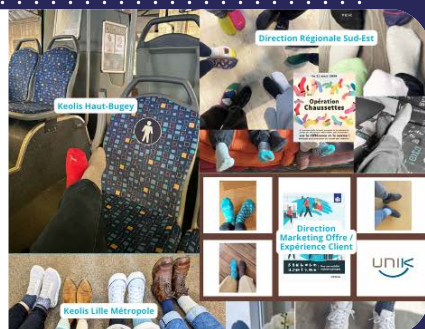 Direction Régionale Sud-Est
Keolis Haut-Bugey
Opération
Chaussettes
Direction
Marketing Offre /
Expérience Client
UNIK
Keolis Lille Métropole